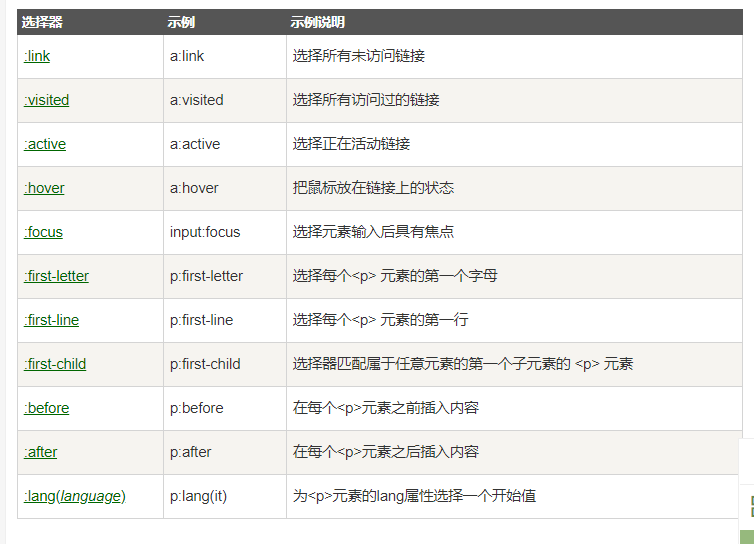 选择器 示例 示例说明
:link a:link 选择所有未访问链接
:visited a:visited 选择所有访问过的链接
:active a:active 选择正在活动链接
:hover a:hover 把鼠标放在链接上的状态
:focus input:focus 选择元素输入后具有焦点
:first-letter p:first-letter 选择每个<p> 元素的第一个字母
:first-line p:first-line 选择每个<p> 元素的第一行
:first-child p:first-child 选择器匹配属于任意元素的第一个子元素的 <p> 元素
:before p:before 在每个<p>元素之前插入内容
:after p:after 在每个<p>元素之后插入内容
:lang(language) p:lang(it) 为<p>元素的lang属性选择一个开始值